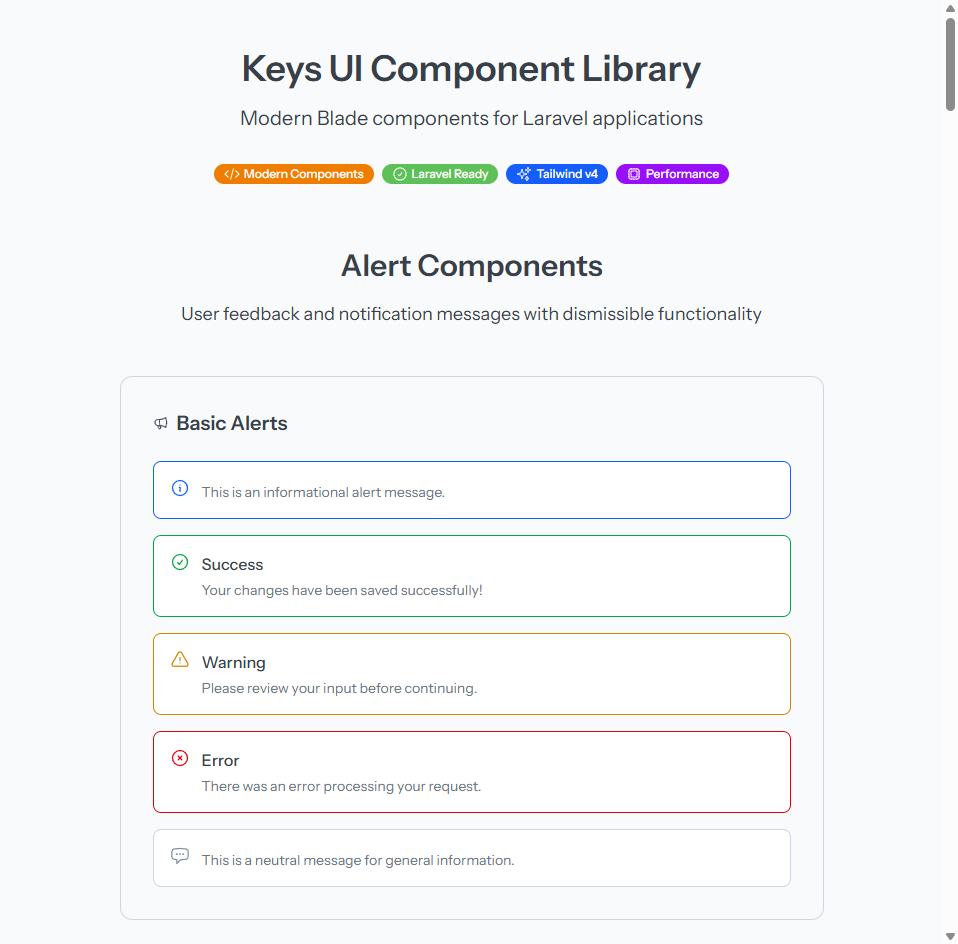 Keys UI Component Library
Modern Blade components for Laravel applications
Modern Components Laravel Ready Tailwind v4 Performance
Alert Components
User feedback and notification messages with dismissible functionality
Basic Alerts
This is an informational alert message.
Success
Your changes have been saved successfully!
Warning
Please review your input before continuing.
Error
There was an error processing your request.
This is a neutral message for general information.